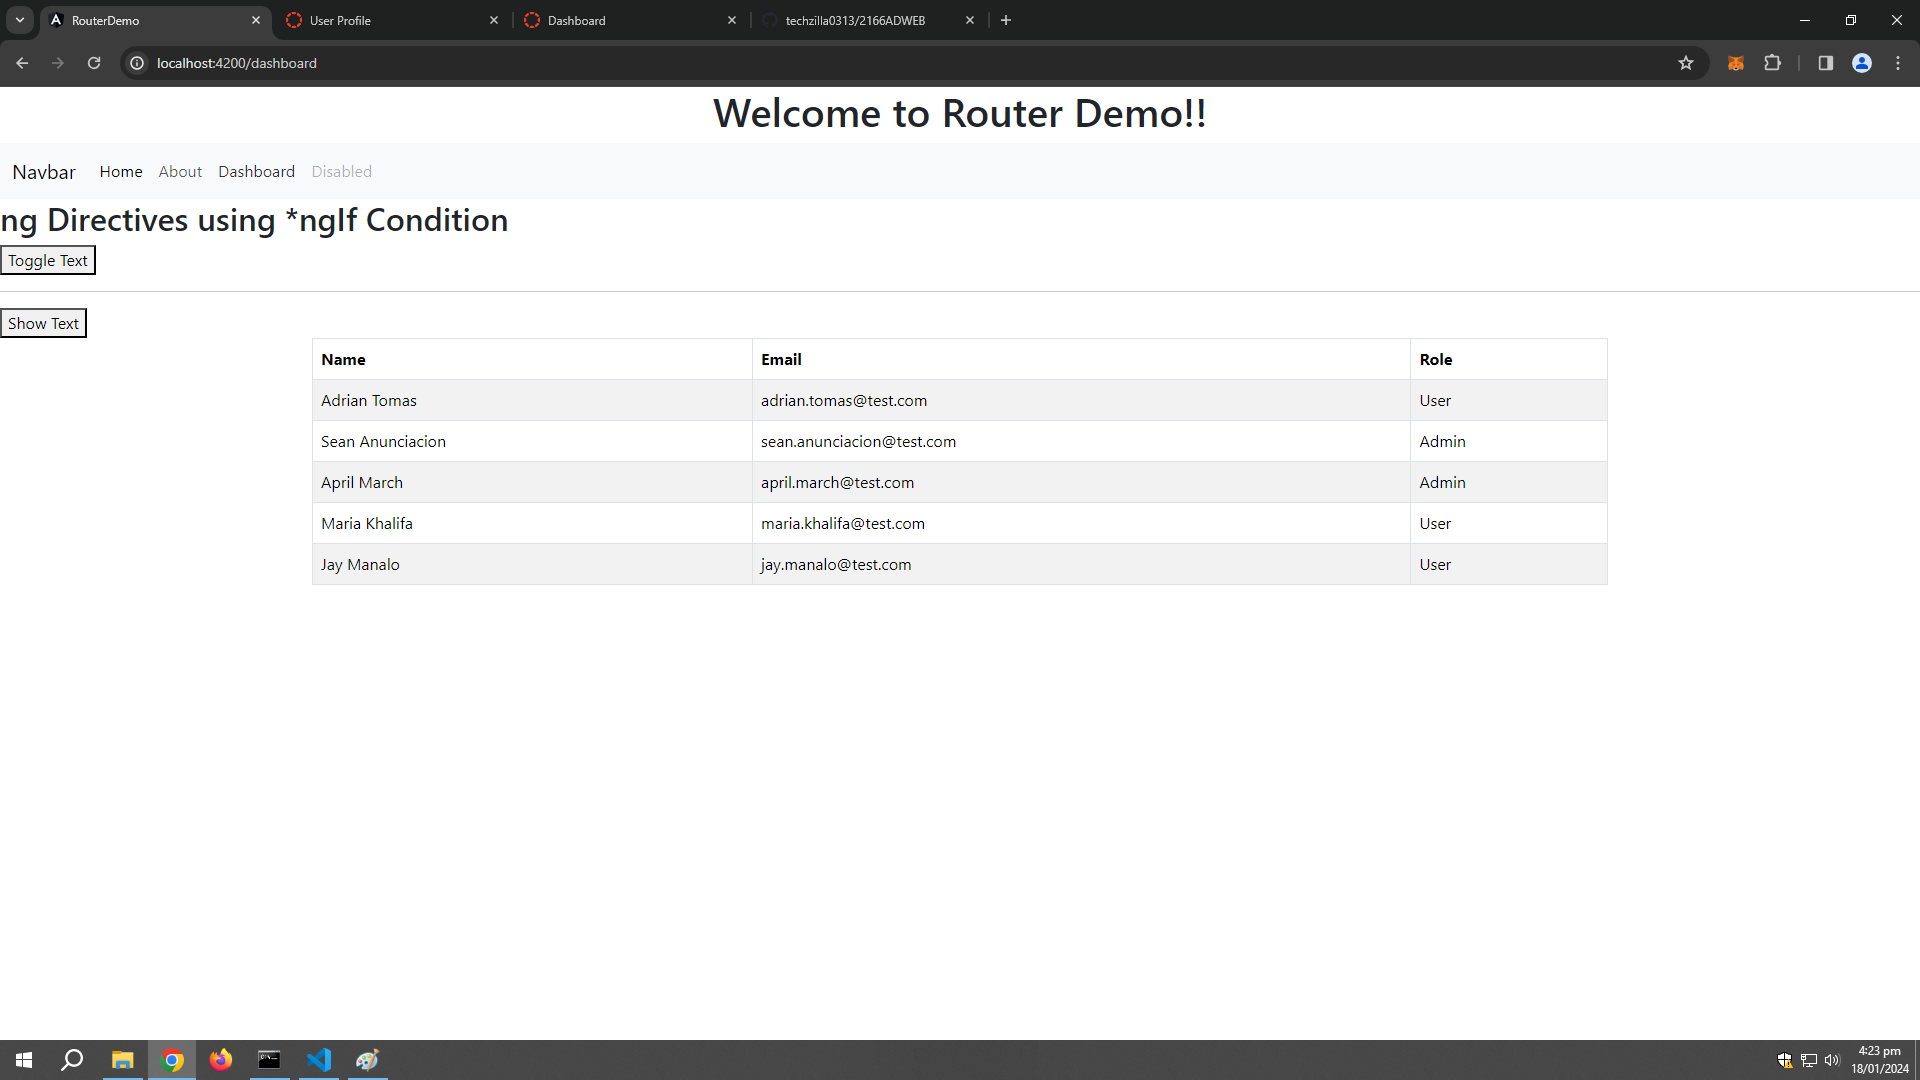 RouterDemo User Profile Dashboard techzilla0313/2166ADWEB
localhost:4200/dashboard
Welcome to Router Demo!!
Navbar Home About Dashboard Disabled
ng Directives using *ngIf Condition
Toggle Text
Show Text
Name Email Role
Adrian Tomas adrian.tomas@test.com User
Sean Anunciacion sean.anunciacion@test.com Admin
April March april.march@test.com Admin
Maria Khalifa maria.khalifa@test.com User
Jay Manalo jay.manalo@test.com User
4:23 pm
18/01/2024